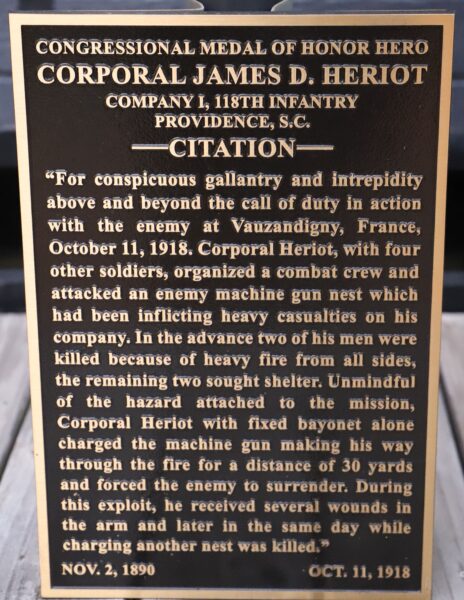 CONGRESSIONAL MEDAL OF HONOR HERO
CORPORAL JAMES D. HERIOT
COMPANY I, 118TH INFANTRY
PROVIDENCE, S.C.
—CITATION—
“For conspicuous gallantry and intrepidity
above and beyond the call of duty in action
with the enemy at Vauzandigny, France,
October 11, 1918. Corporal Heriot, with four
other soldiers, organized a combat crew and
attacked an enemy machine gun nest which
had been inflicting heavy casualties on his
company. In the advance two of his men were
killed because of heavy fire from all sides,
the remaining two sought shelter. Unmindful
of the hazard attached to the mission,
Corporal Heriot with fixed bayonet alone
charged the machine gun making his way
through the fire for a distance of 30 yards
and forced the enemy to surrender. During
this exploit, he received several wounds in
the arm and later in the same day while
charging another nest was killed.”
NOV. 2, 1890 OCT. 11, 1918